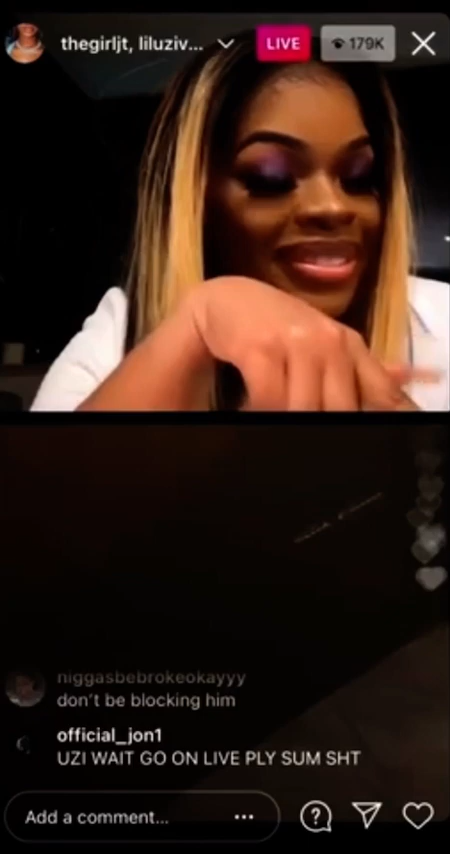 thegirljt, liluziv...
LIVE
179K
niggasbebrokeokayyy
don't be blocking him
official_jon1
UZI WAIT GO ON LIVE PLY SUM SHT
Add a comment...